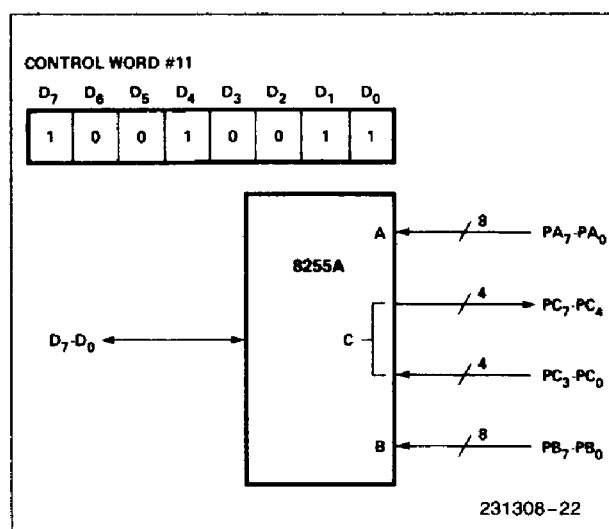 CONTROL WORD #11
D7 D6 D5 D4 D3 D2 D1 D0
1 0 0 1 0 0 1 1
8255A
A
8
PA7-PA0
4
PC7-PC4
D7-D0
C
4
PC3-PC0
B
8
PB7-PB0
231308-22